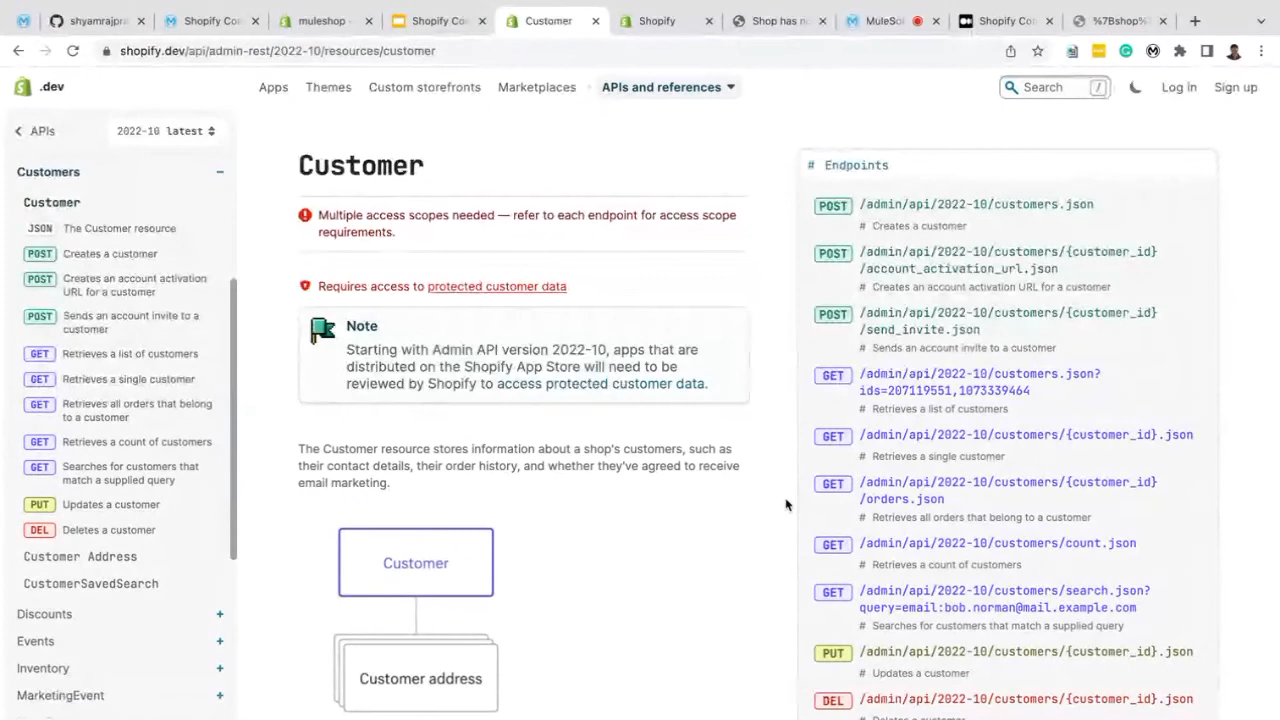 shyamrajpr
Shopify Co
muleshop -
Shopify Co
Customer
Shopify
Shop has n
MuleSo
Shopify Co
%7Bshop%
shopify.dev/api/admin-rest/2022-10/resources/customer
.dev
Apps
Themes
Custom storefronts
Marketplaces
APIs and references
Search
/
Log in
Sign up
APIs
2022-10 latest
Customers
Customer
JSON The Customer resource
POST Creates a customer
POST Creates an account activation
URL for a customer
POST Sends an account invite to a
customer
GET Retrieves a list of customers
GET Retrieves a single customer
GET Retrieves all orders that belong
to a customer
GET Retrieves a count of customers
GET Searches for customers that
match a supplied query
PUT Updates a customer
DEL Deletes a customer
Customer Address
CustomerSavedSearch
Discounts +
Events +
Inventory +
MarketingEvent +
Customer
Multiple access scopes needed — refer to each endpoint for access scope
requirements.
Requires access to protected customer data
Note
Starting with Admin API version 2022-10, apps that are
distributed on the Shopify App Store will need to be
reviewed by Shopify to access protected customer data.
The Customer resource stores information about a shop's customers, such as
their contact details, their order history, and whether they've agreed to receive
email marketing.
Customer
Customer address
# Endpoints
POST /admin/api/2022-10/customers.json
# Creates a customer
POST /admin/api/2022-10/customers/{customer_id}
/account_activation_url.json
# Creates an account activation URL for a customer
POST /admin/api/2022-10/customers/{customer_id}
/send_invite.json
# Sends an account invite to a customer
GET /admin/api/2022-10/customers.json?
ids=207119551,1073339464
# Retrieves a list of customers
GET /admin/api/2022-10/customers/{customer_id}.json
# Retrieves a single customer
GET /admin/api/2022-10/customers/{customer_id}
/orders.json
# Retrieves all orders that belong to a customer
GET /admin/api/2022-10/customers/count.json
# Retrieves a count of customers
GET /admin/api/2022-10/customers/search.json?
query=email:bob.norman@mail.example.com
# Searches for customers that match a supplied query
PUT /admin/api/2022-10/customers/{customer_id}.json
# Updates a customer
DEL /admin/api/2022-10/customers/{customer_id}.json